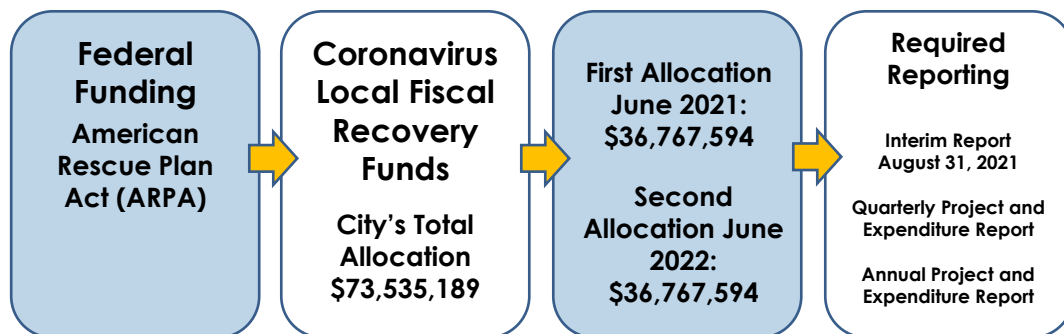 Federal
Funding
American
Rescue Plan
Act (ARPA)
Coronavirus
Local Fiscal
Recovery
Funds
City's Total
Allocation
$73,535,189
First Allocation
June 2021:
$36,767,594
Second
Allocation June
2022:
$36,767,594
Required
Reporting
Interim Report
August 31, 2021
Quarterly Project and
Expenditure Report
Annual Project and
Expenditure Report